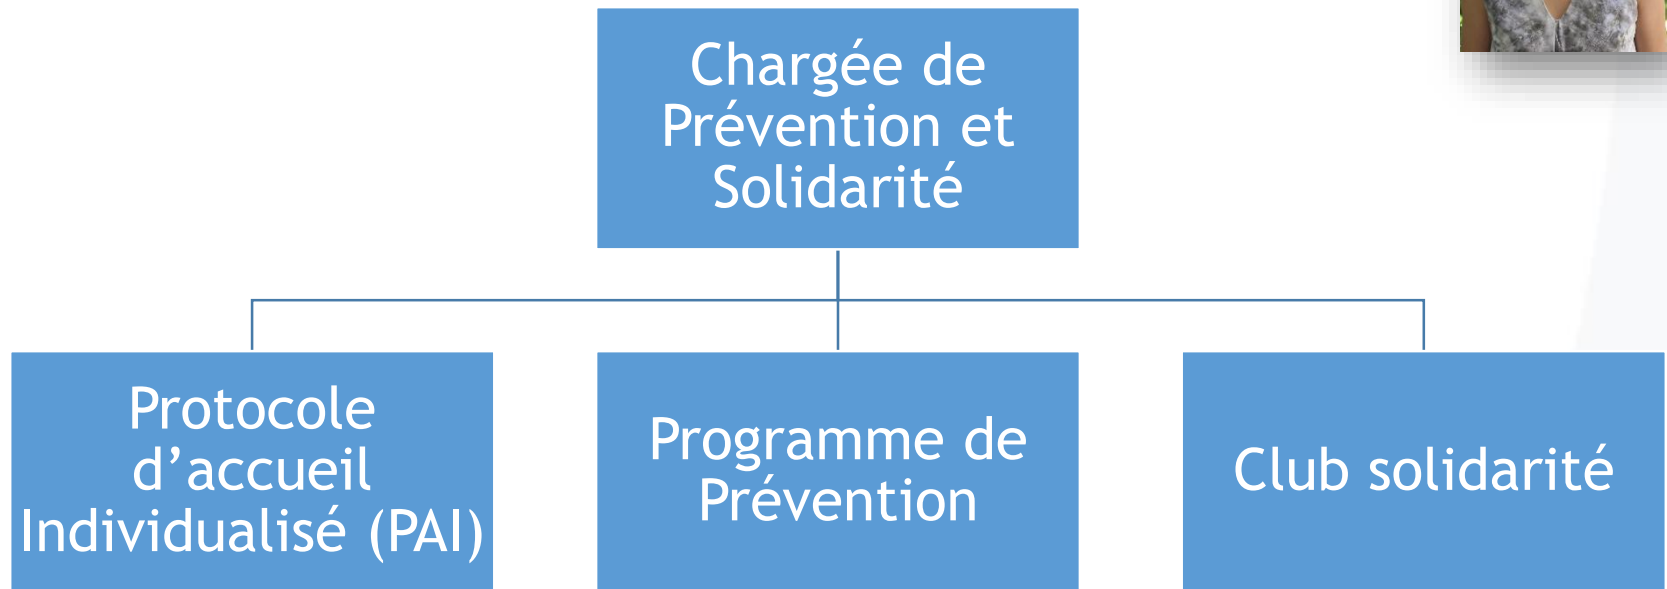 Chargée de
Prévention et
Solidarité
Protocole
d’accueil
Individualisé (PAI)
Programme de
Prévention
Club solidarité